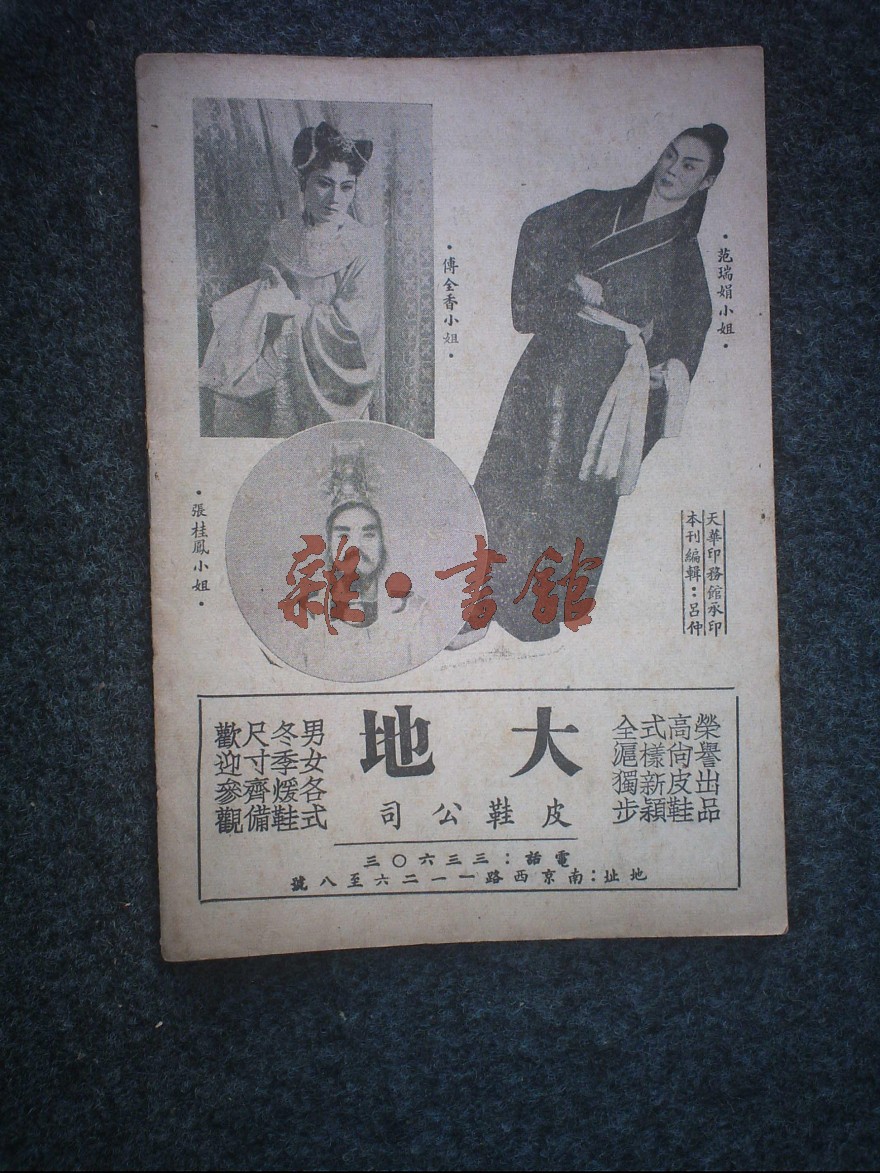 ·范瑞娟小姐·
·傅全香小姐·
·張桂鳳小姐·
天華印務館承印
本刊編輯：呂仲
雜·書館
榮譽出品
高尙皮鞋
式樣新穎
全滬獨步
大地
皮鞋公司
男女各式
冬季煖鞋
尺寸齊備
歡迎參觀
電話：三三六〇三
地址：南京西路一一二六至八號